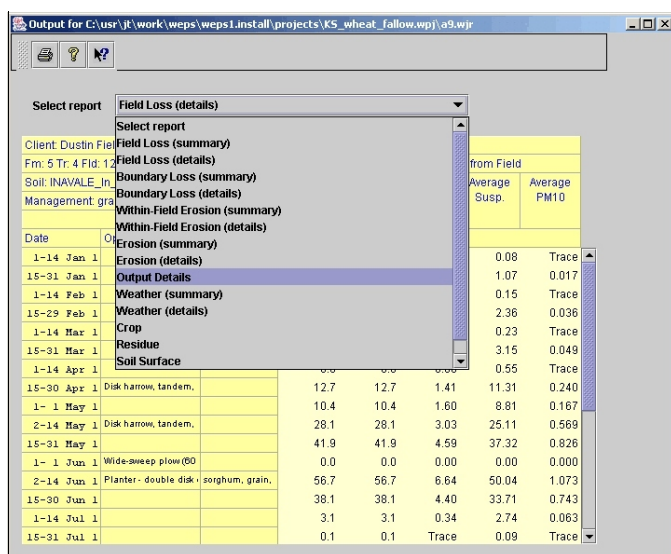 Output for C:\usr\jt\work\weps\weps1.install\projects\KS_wheat_fallow.wpj\a9.wjr
Select report Field Loss (details)
Select report
Field Loss (summary)
Field Loss (details)
Boundary Loss (summary)
Boundary Loss (details)
Within-Field Erosion (summary)
Within-Field Erosion (details)
Erosion (summary)
Erosion (details)
Output Details
Weather (summary)
Weather (details)
Crop
Residue
Soil Surface
Client: Dustin Fiel
Fm: 5 Tr: 4 Fld: 12 from Field
Soil: INAVALE_In_ Average Susp. Average PM10
Management: gra
Date Op
1-14 Jan 1 0.08 Trace
15-31 Jan 1 1.07 0.017
1-14 Feb 1 0.15 Trace
15-29 Feb 1 2.36 0.036
1-14 Mar 1 0.23 Trace
15-31 Mar 1 3.15 0.049
1-14 Apr 1 0.55 Trace
15-30 Apr 1 Disk harrow, tandem, 12.7 12.7 1.41 11.31 0.240
1- 1 May 1 10.4 10.4 1.60 8.81 0.167
2-14 May 1 Disk harrow, tandem, 28.1 28.1 3.03 25.11 0.569
15-31 May 1 41.9 41.9 4.59 37.32 0.826
1- 1 Jun 1 Wide-sweep plow (60 0.0 0.0 0.00 0.00 0.000
2-14 Jun 1 Planter - double disk sorghum, grain, 56.7 56.7 6.64 50.04 1.073
15-30 Jun 1 38.1 38.1 4.40 33.71 0.743
1-14 Jul 1 3.1 3.1 0.34 2.74 0.063
15-31 Jul 1 0.1 0.1 Trace 0.09 Trace